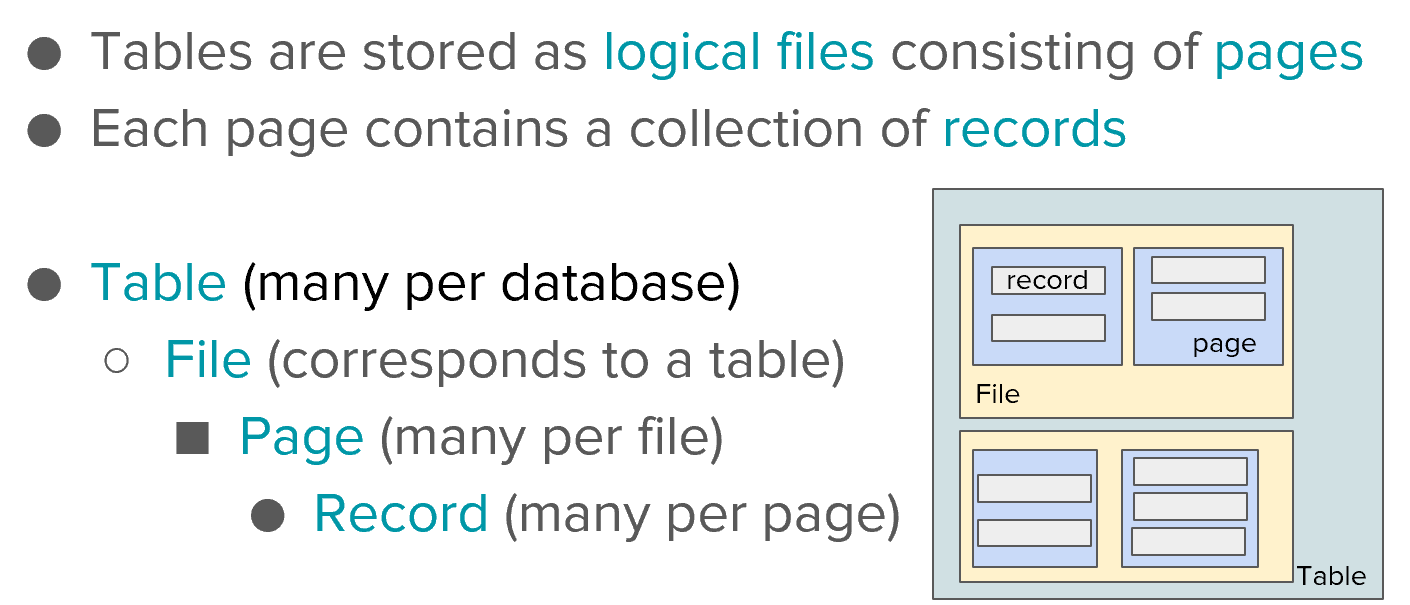 ● Tables are stored as logical files consisting of pages
● Each page contains a collection of records
● Table (many per database)
○ File (corresponds to a table)
■ Page (many per file)
● Record (many per page)
record
page
File
Table